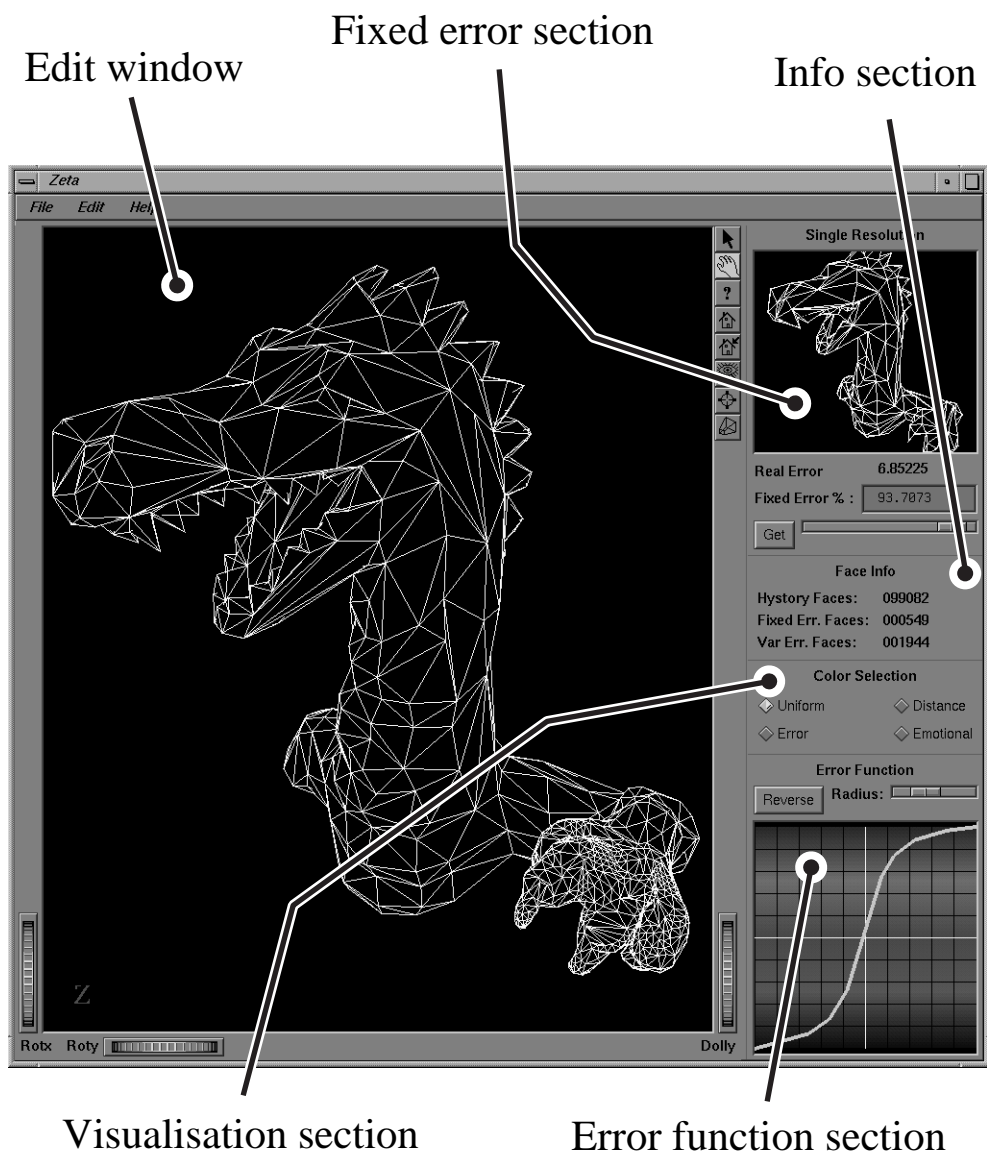 Fixed error section
Edit window
Info section
Zeta
File Edit Help
Single Resolution
?
Real Error 6.85225
Fixed Error % : 93.7073
Get
Face Info
Hystory Faces: 099082
Fixed Err. Faces: 000549
Var Err. Faces: 001944
Color Selection
Uniform Distance
Error Emotional
Error Function
Reverse Radius:
Z
Rotx Roty Dolly
Visualisation section
Error function section